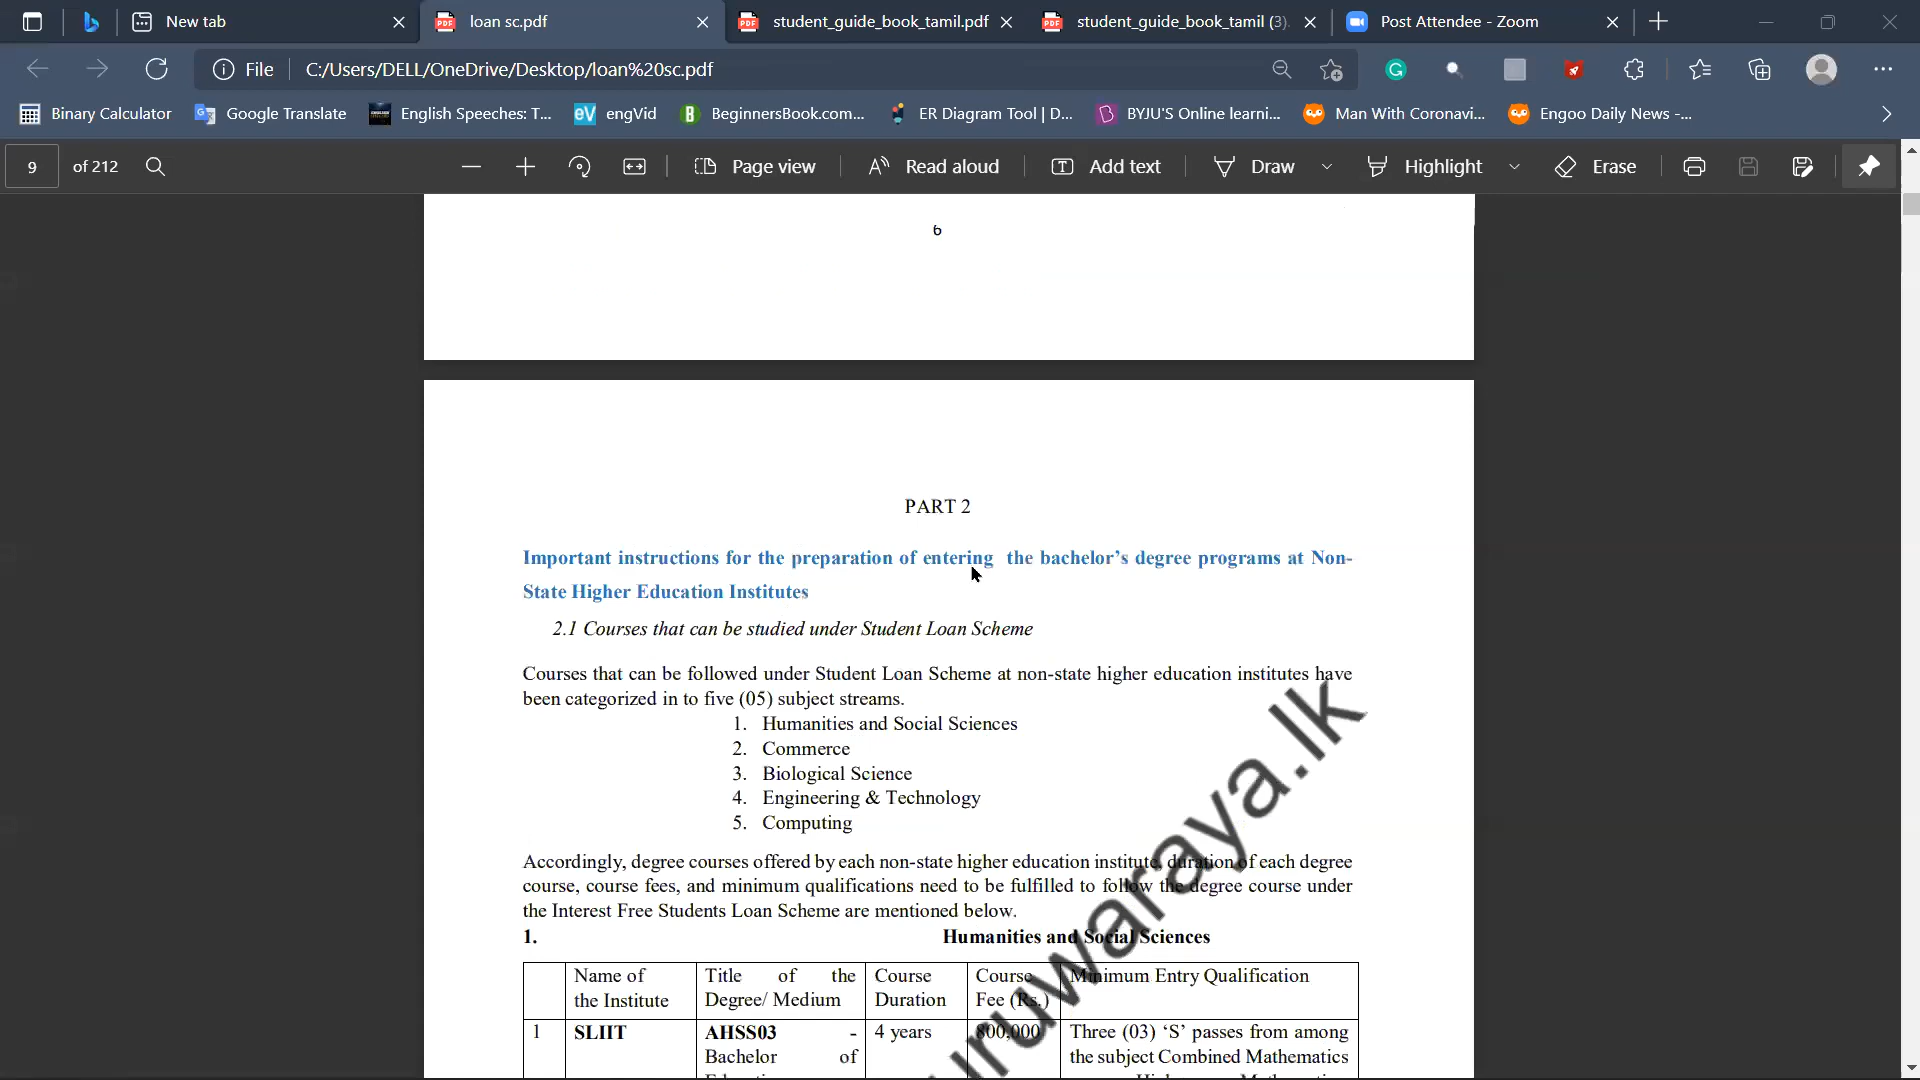 New tab
loan sc.pdf
student_guide_book_tamil.pdf
student_guide_book_tamil (3).
Post Attendee - Zoom
File
C:/Users/DELL/OneDrive/Desktop/loan%20sc.pdf
Binary Calculator
Google Translate
English Speeches: T...
eV engVid
B BeginnersBook.com...
ER Diagram Tool | D...
BYJU'S Online learni...
Man With Coronavi...
Engoo Daily News -...
9 of 212
Page view
Read aloud
Add text
Draw
Highlight
Erase
6
PART 2
Important instructions for the preparation of entering the bachelor’s degree programs at Non-
State Higher Education Institutes
2.1 Courses that can be studied under Student Loan Scheme
Courses that can be followed under Student Loan Scheme at non-state higher education institutes have
been categorized in to five (05) subject streams.
1. Humanities and Social Sciences
2. Commerce
3. Biological Science
4. Engineering & Technology
5. Computing
Accordingly, degree courses offered by each non-state higher education institute, duration of each degree
course, course fees, and minimum qualifications need to be fulfilled to follow the degree course under
the Interest Free Students Loan Scheme are mentioned below.
1. Humanities and Social Sciences
Name of the Institute
Title of the Degree/ Medium
Course Duration
Course Fee (Rs.)
Minimum Entry Qualification
1 SLIIT AHSS03 - 4 years 800,000 Three (03) ‘S’ passes from among
Bachelor of the subject Combined Mathematics
uruwaraya.lk